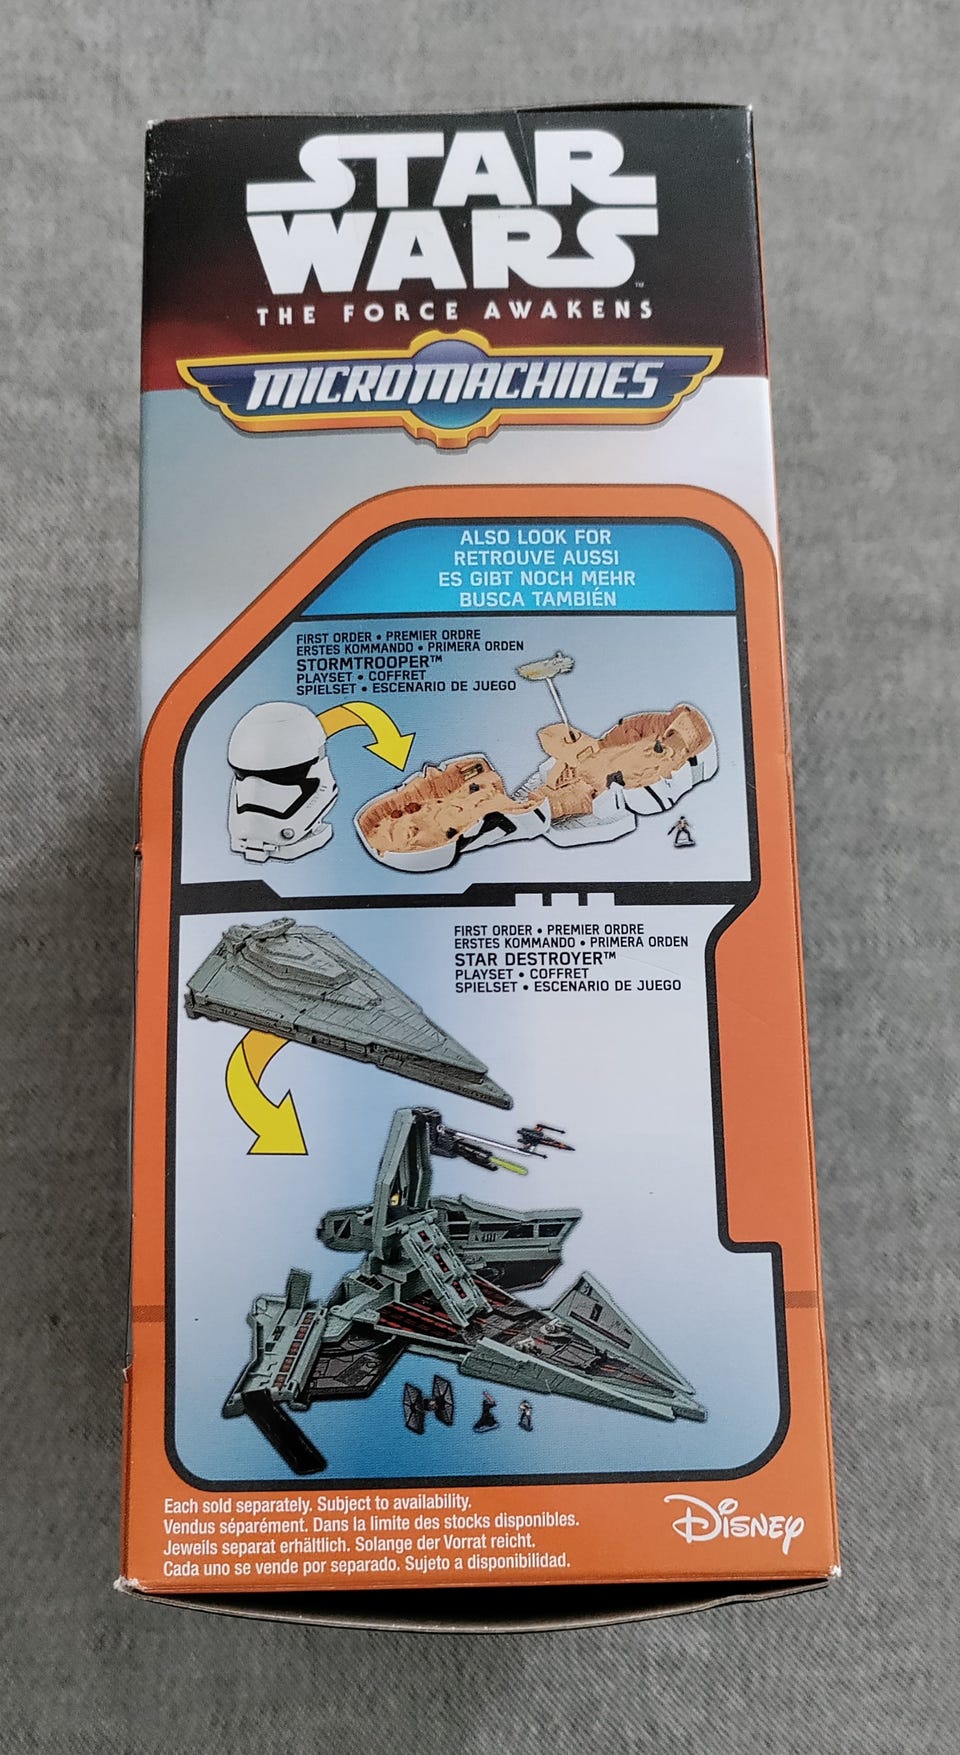 STAR
WARS™
THE FORCE AWAKENS
MICROMACHINES
ALSO LOOK FOR
RETROUVE AUSSI
ES GIBT NOCH MEHR
BUSCA TAMBIÉN
FIRST ORDER • PREMIER ORDRE
ERSTES KOMMANDO • PRIMERA ORDEN
STORMTROOPER™
PLAYSET • COFFRET
SPIELSET • ESCENARIO DE JUEGO
FIRST ORDER • PREMIER ORDRE
ERSTES KOMMANDO • PRIMERA ORDEN
STAR DESTROYER™
PLAYSET • COFFRET
SPIELSET • ESCENARIO DE JUEGO
Each sold separately. Subject to availability.
Vendus séparément. Dans la limite des stocks disponibles.
Jeweils separat erhältlich. Solange der Vorrat reicht.
Cada uno se vende por separado. Sujeto a disponibilidad.
Disney